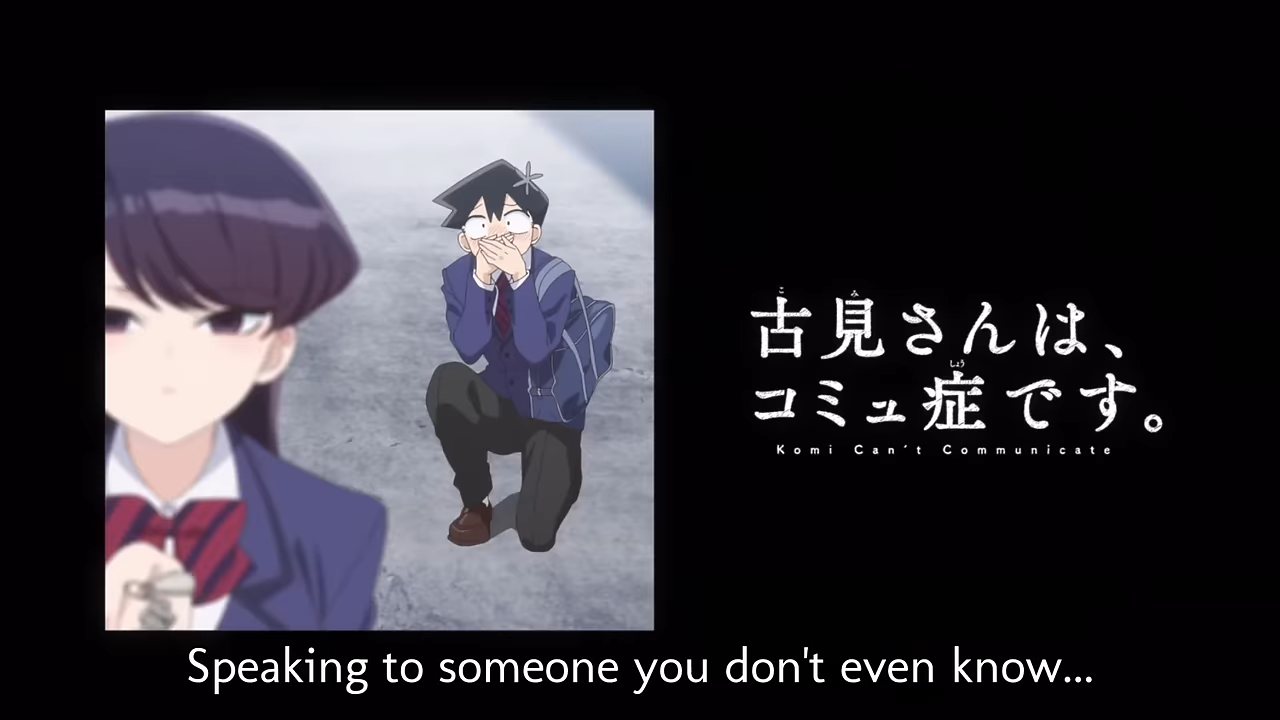 古見さんは、
コミュ症です。
Komi Can't Communicate
Speaking to someone you don't even know...